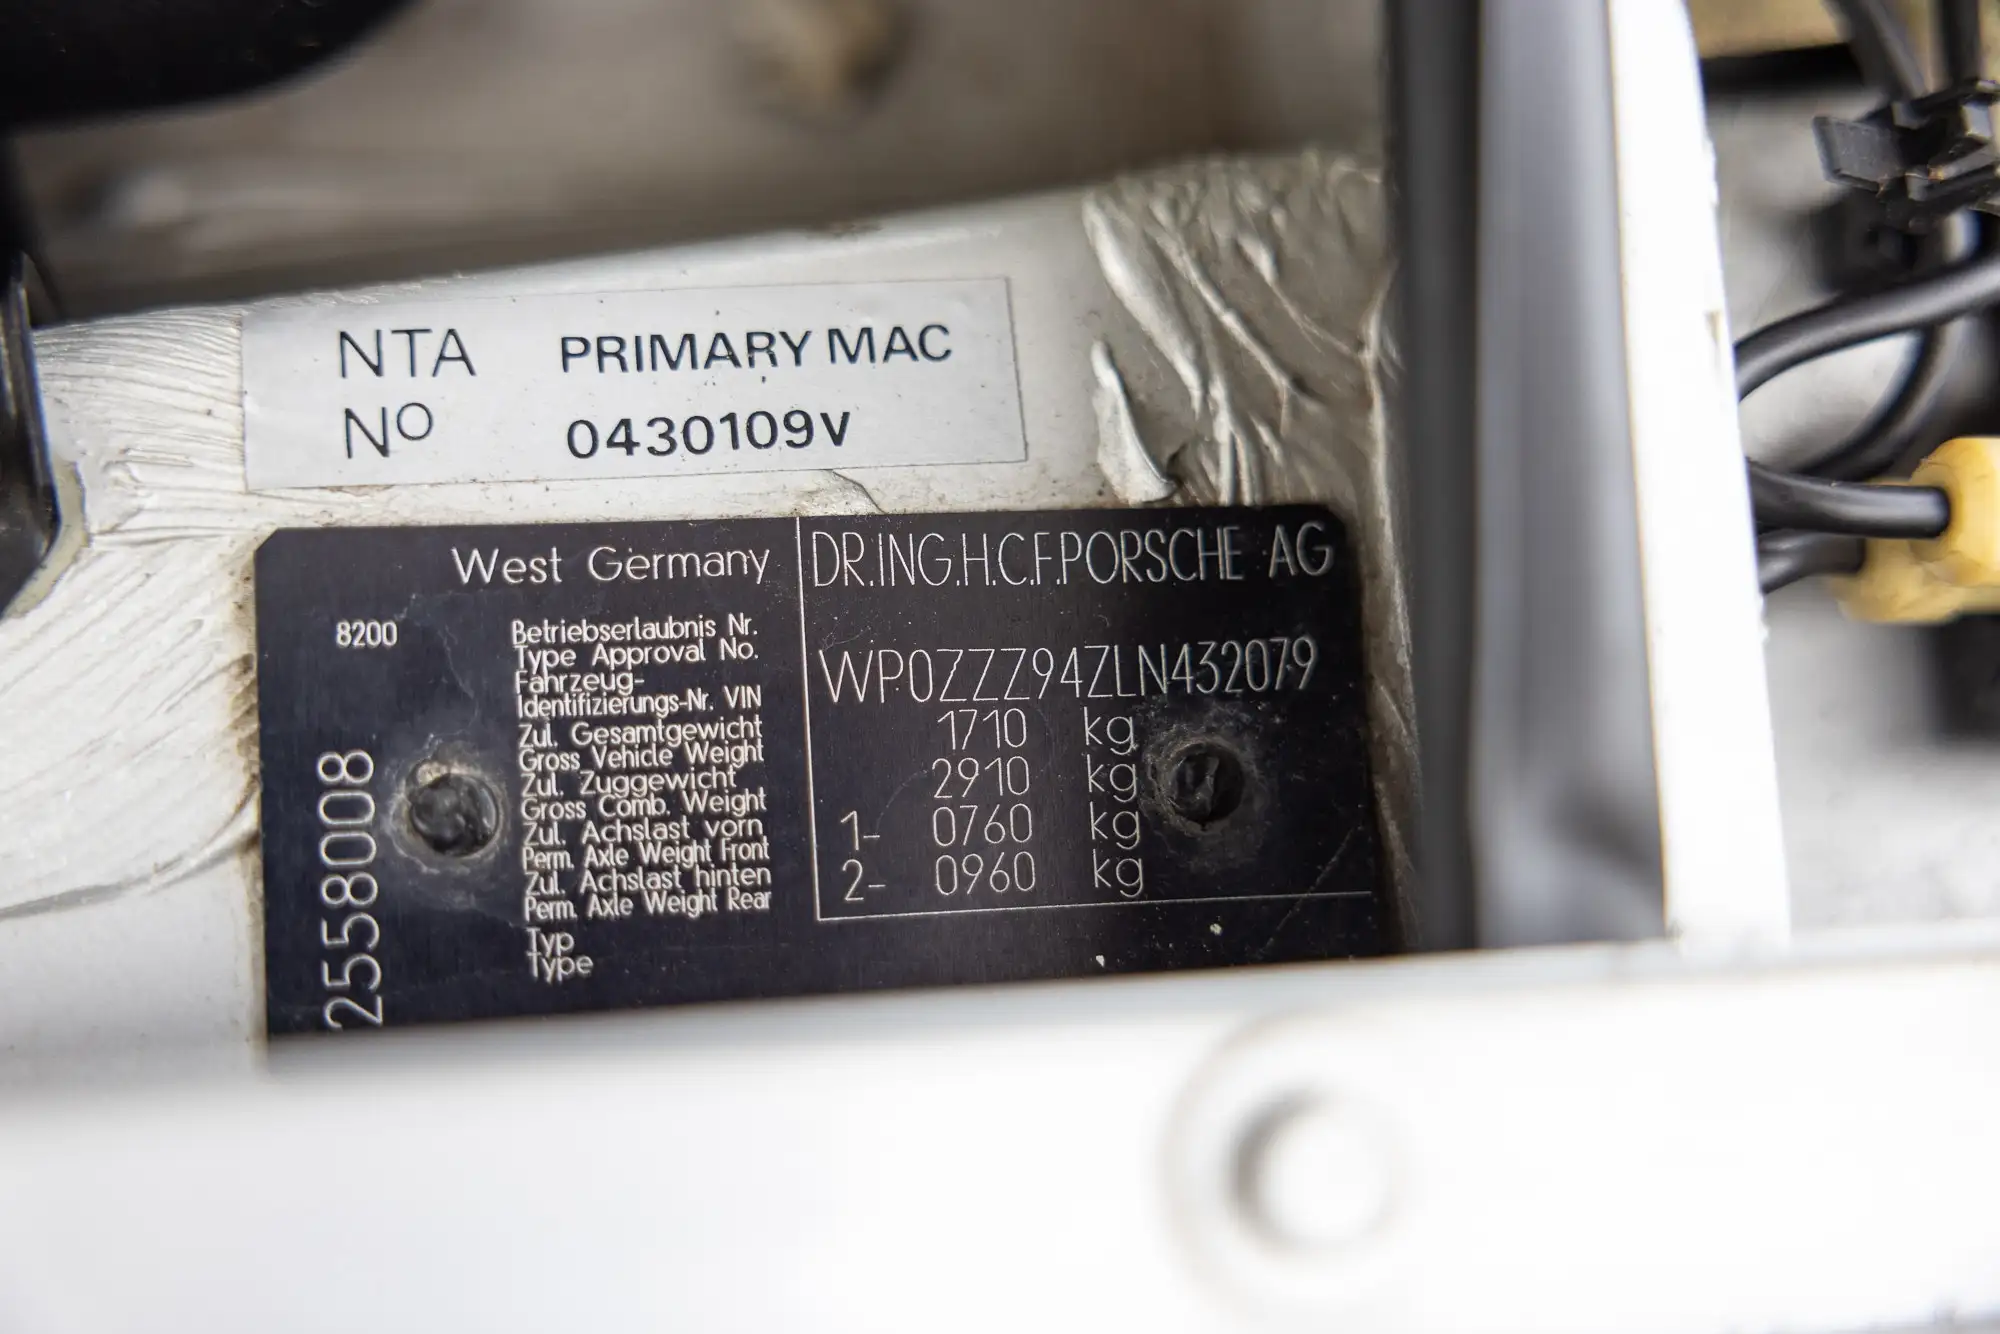 NTA PRIMARY MAC
Nº 0430109V
West Germany
DR.ING.H.C.F.PORSCHE AG
8200
Betriebserlaubnis Nr.
Type Approval No.
Fahrzeug-
Identifizierungs-Nr. VIN
WP0ZZZ94ZLN432079
Zul. Gesamtgewicht
Gross Vehicle Weight
1710 kg
Zul. Zuggewicht
Gross Comb. Weight
2910 kg
Zul. Achslast vorn
Perm. Axle Weight Front
1- 0760 kg
Zul. Achslast hinten
Perm. Axle Weight Rear
2- 0960 kg
Typ
Type
2558008